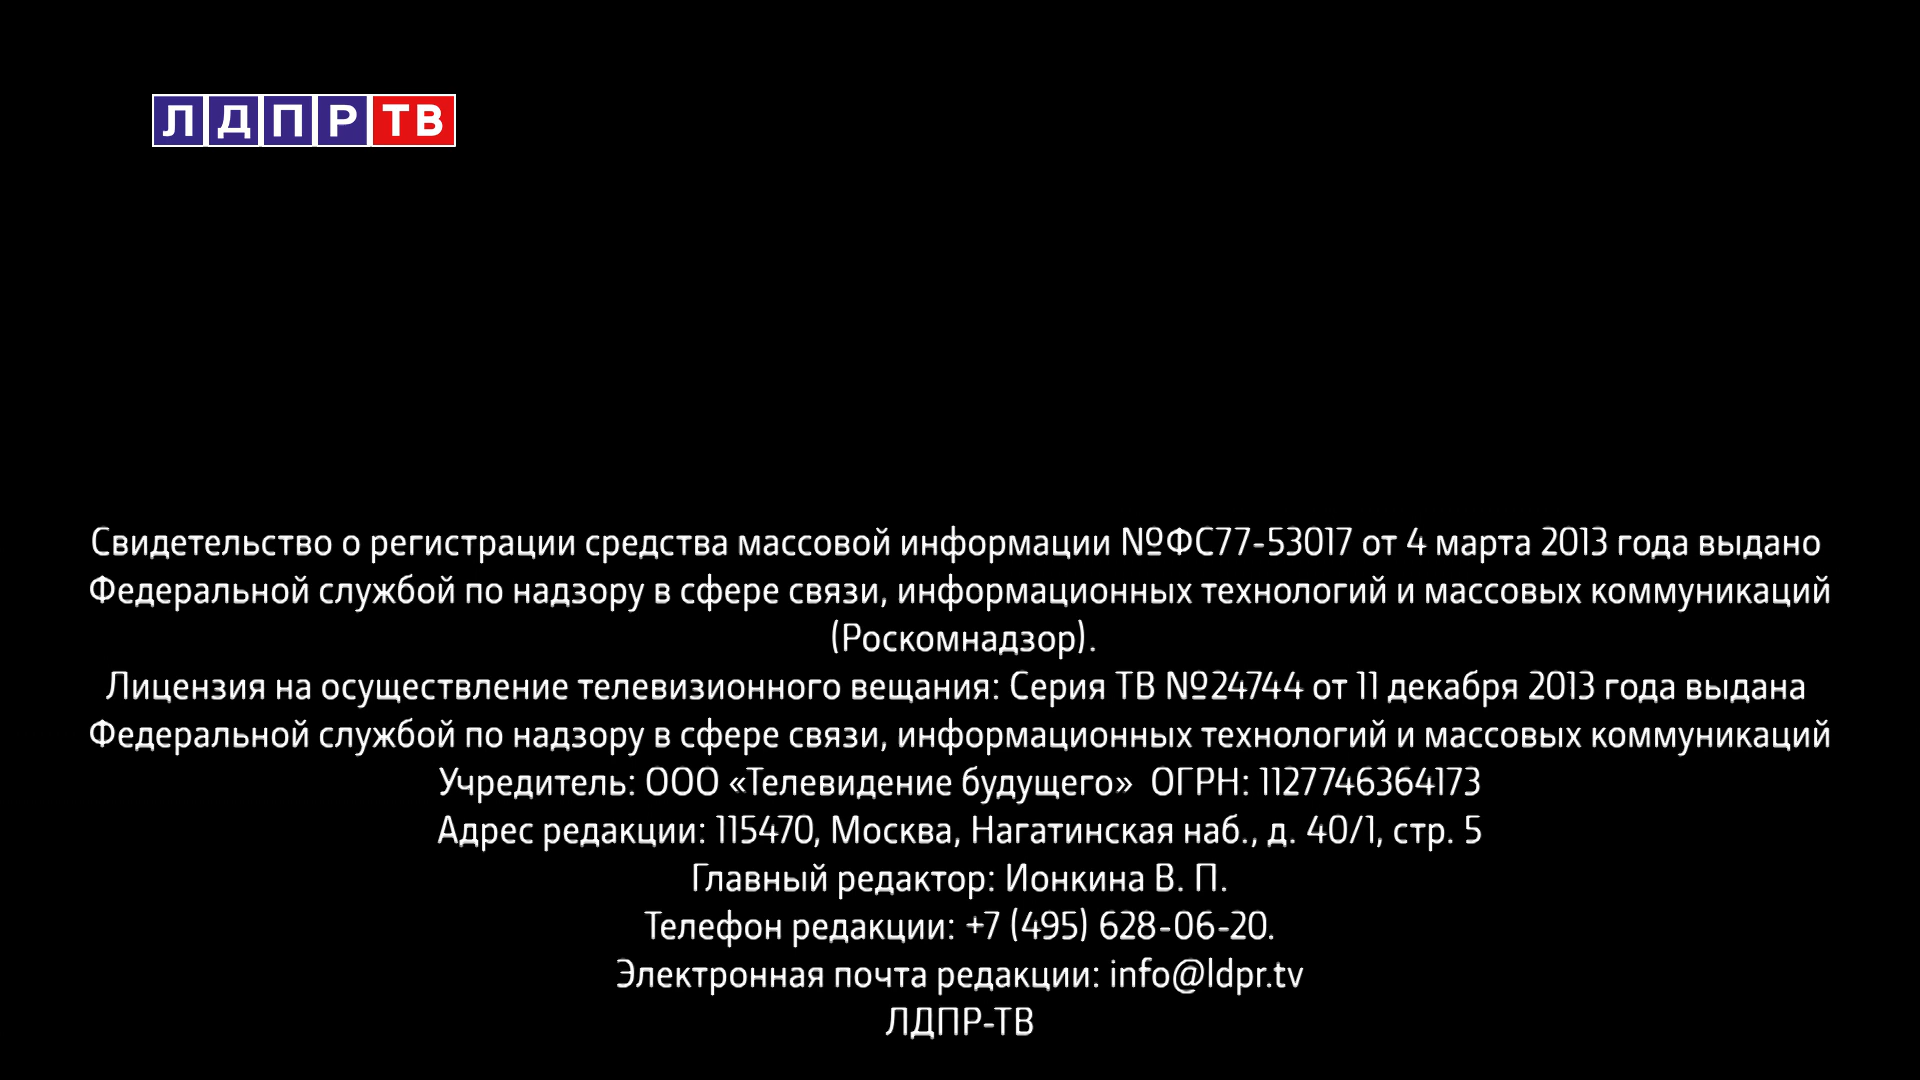 ЛДПР ТВ
Свидетельство о регистрации средства массовой информации №ФС77-53017 от 4 марта 2013 года выдано
Федеральной службой по надзору в сфере связи, информационных технологий и массовых коммуникаций
(Роскомнадзор).
Лицензия на осуществление телевизионного вещания: Серия ТВ №24744 от 11 декабря 2013 года выдана
Федеральной службой по надзору в сфере связи, информационных технологий и массовых коммуникаций
Учредитель: ООО «Телевидение будущего»  ОГРН: 1127746364173
Адрес редакции: 115470, Москва, Нагатинская наб., д. 40/1, стр. 5
Главный редактор: Ионкина В. П.
Телефон редакции: +7 (495) 628-06-20.
Электронная почта редакции: info@ldpr.tv
ЛДПР-ТВ